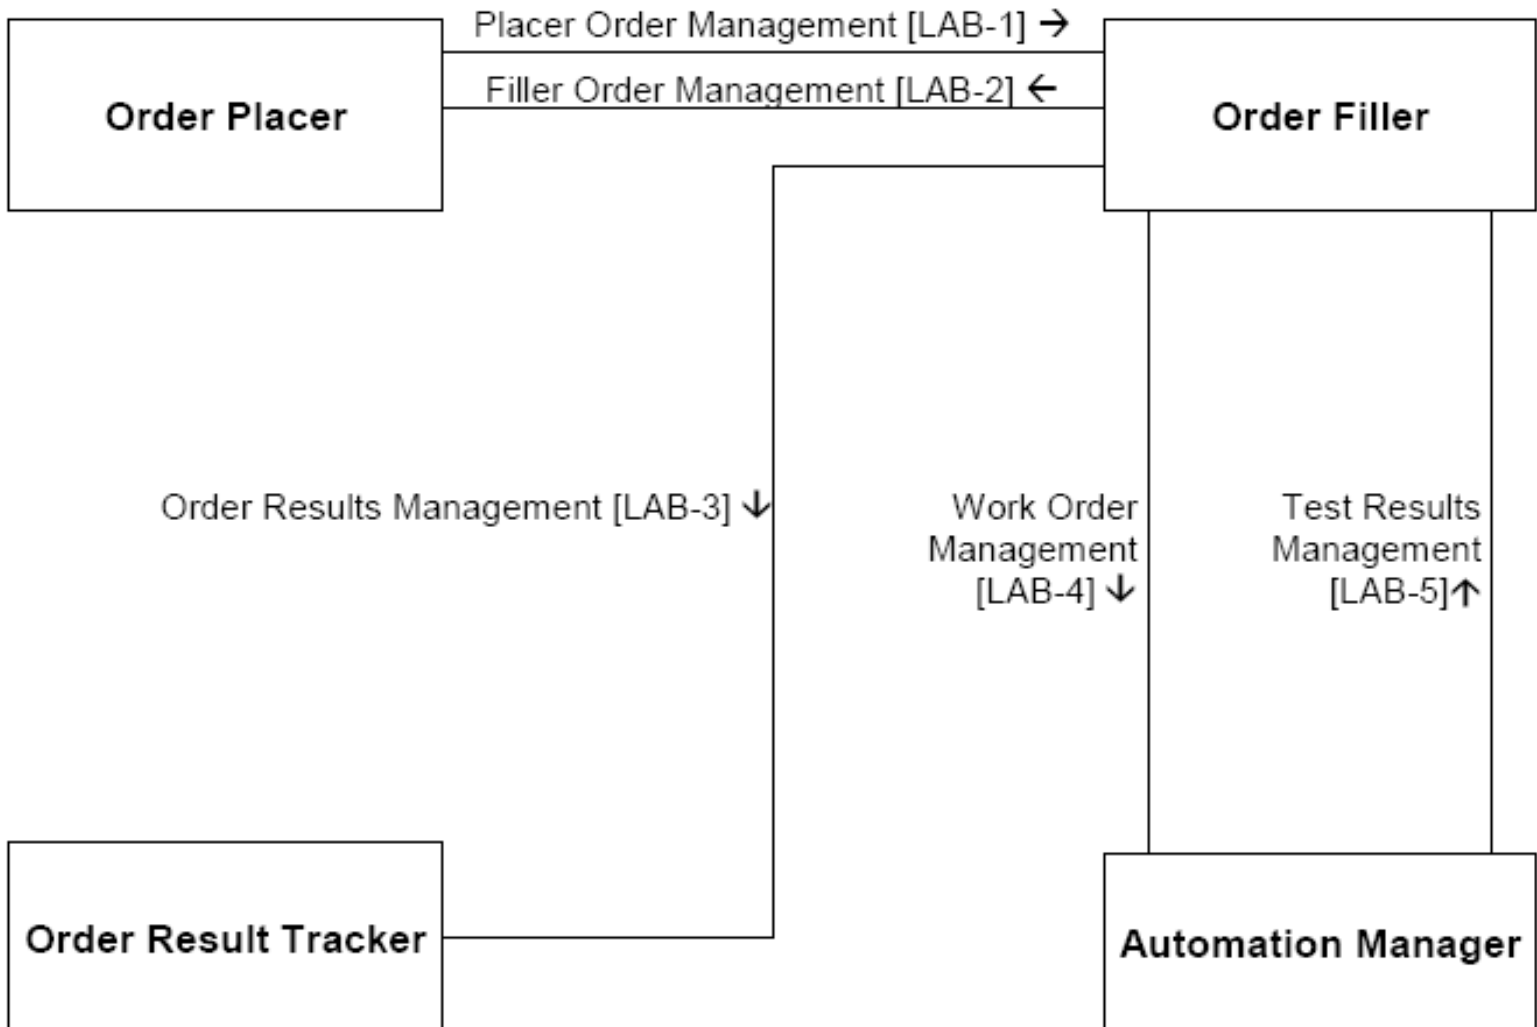 Placer Order Management [LAB-1] →
Filler Order Management [LAB-2] ←
Order Placer
Order Filler
Order Results Management [LAB-3] ↓
Work Order
Management
[LAB-4] ↓
Test Results
Management
[LAB-5]↑
Order Result Tracker
Automation Manager